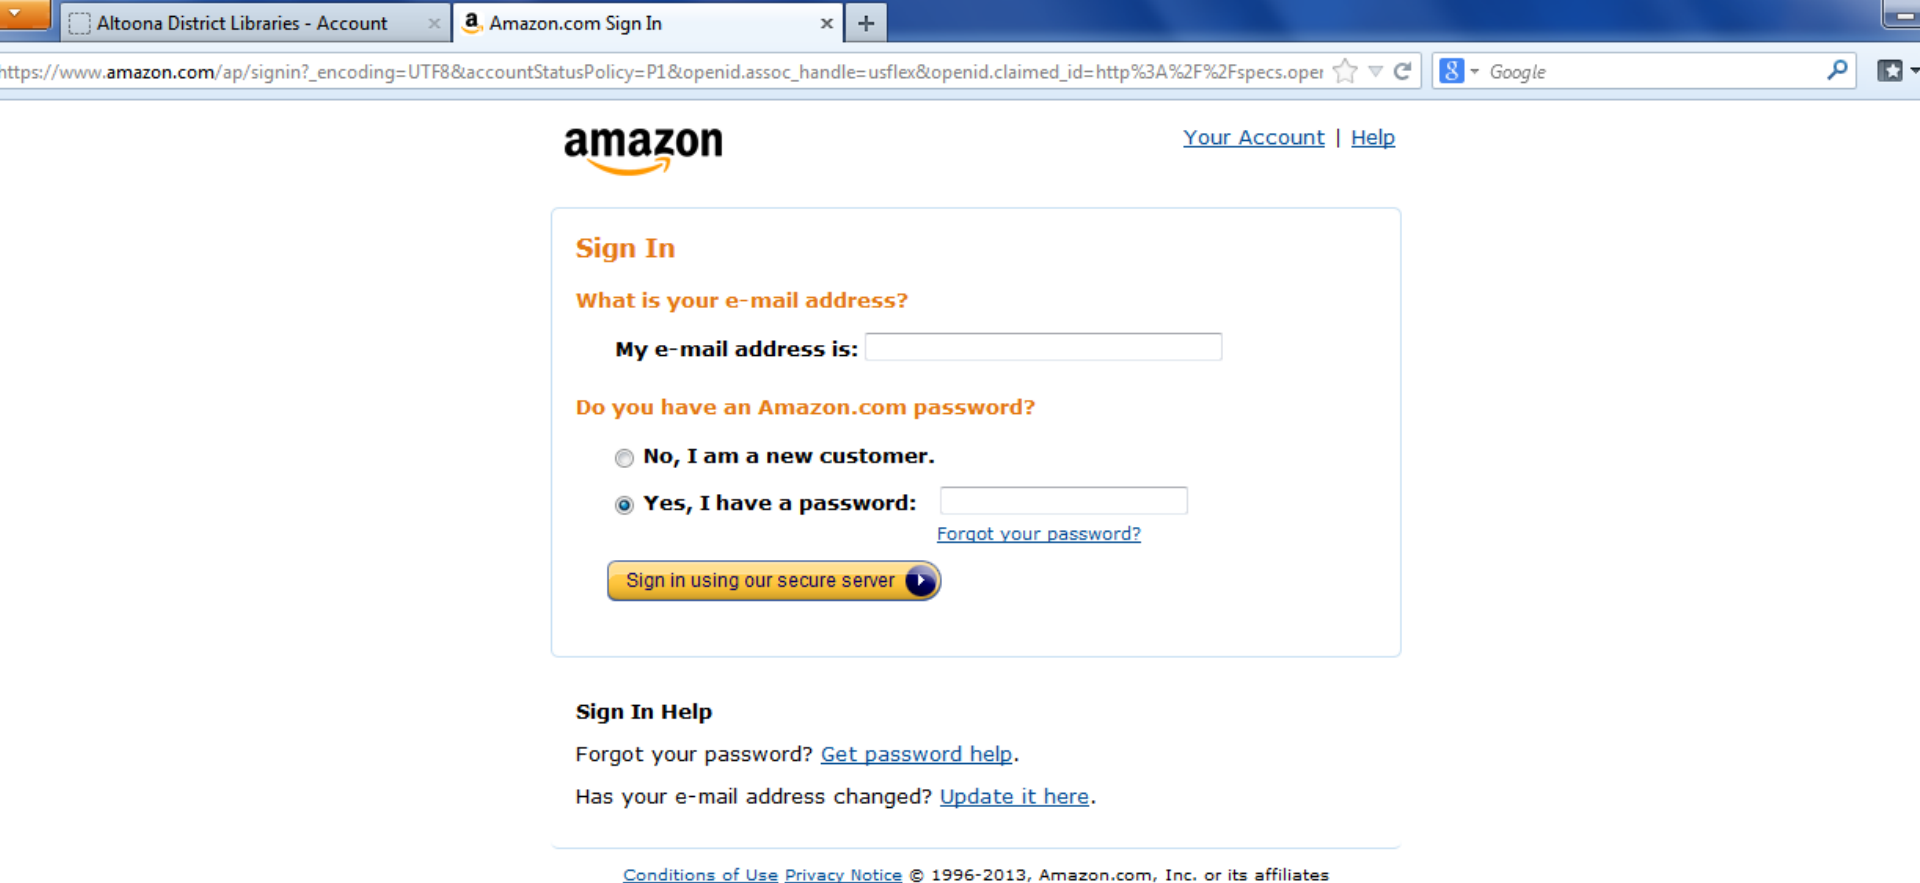 Altoona District Libraries - Account
Amazon.com Sign In
https://www.amazon.com/ap/signin?_encoding=UTF8&accountStatusPolicy=P1&openid.assoc_handle=usflex&openid.claimed_id=http%3A%2F%2Fspecs.oper
Google
amazon
Your Account | Help
Sign In
What is your e-mail address?
My e-mail address is:
Do you have an Amazon.com password?
No, I am a new customer.
Yes, I have a password:
Forgot your password?
Sign in using our secure server
Sign In Help
Forgot your password? Get password help.
Has your e-mail address changed? Update it here.
Conditions of Use Privacy Notice © 1996-2013, Amazon.com, Inc. or its affiliates